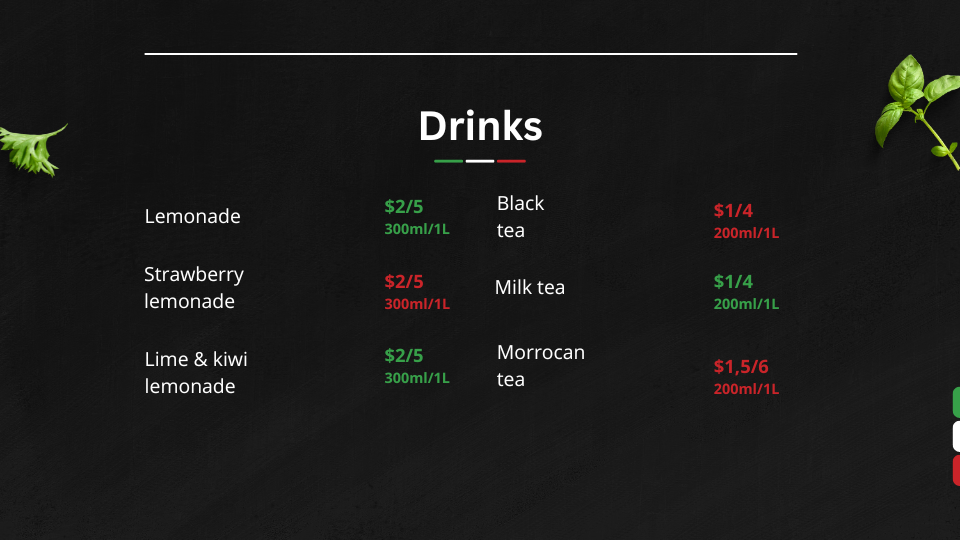 Drinks
Lemonade
$2/5
300ml/1L
Strawberry
lemonade
$2/5
300ml/1L
Lime & kiwi
lemonade
$2/5
300ml/1L
Black
tea
$1/4
200ml/1L
Milk tea
$1/4
200ml/1L
Morrocan
tea
$1,5/6
200ml/1L